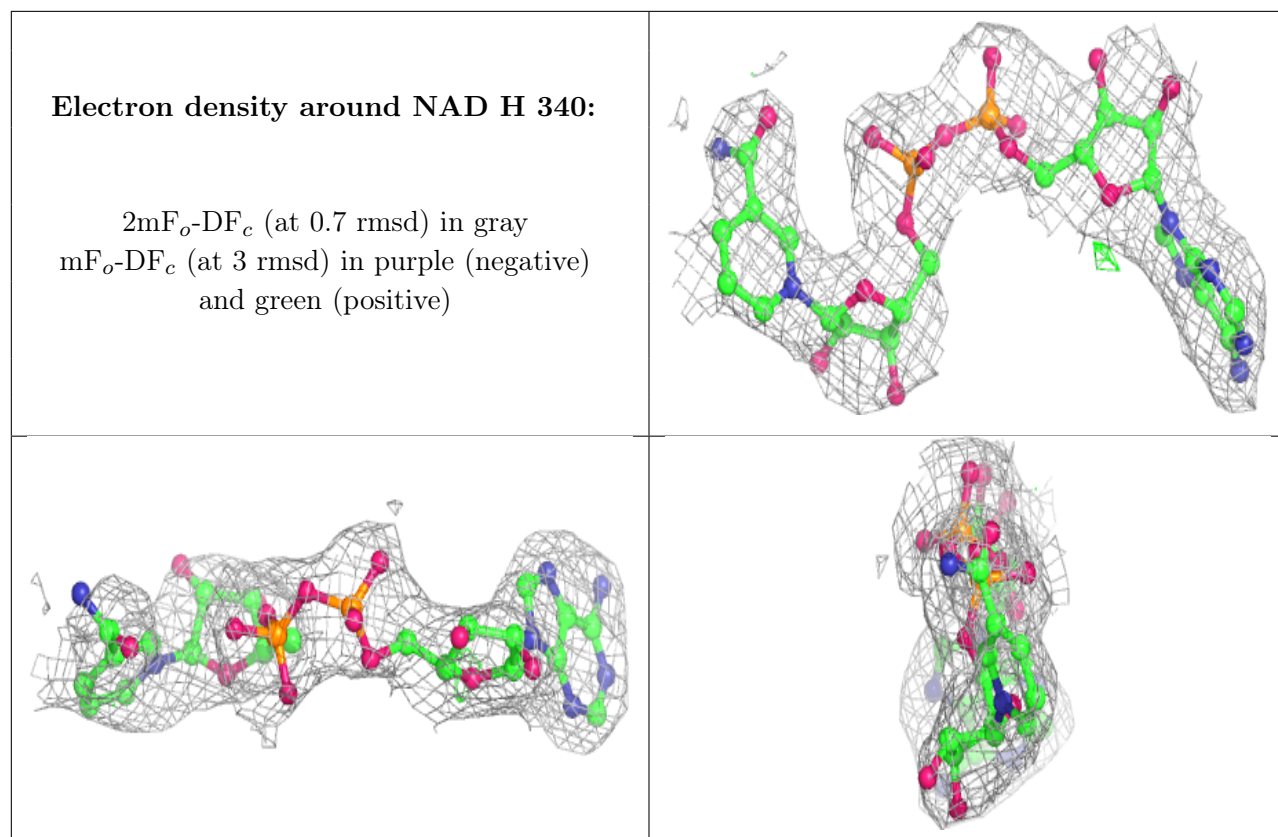 Electron density around NAD H 340:
2mFo-DFc (at 0.7 rmsd) in gray
mFo-DFc (at 3 rmsd) in purple (negative)
and green (positive)